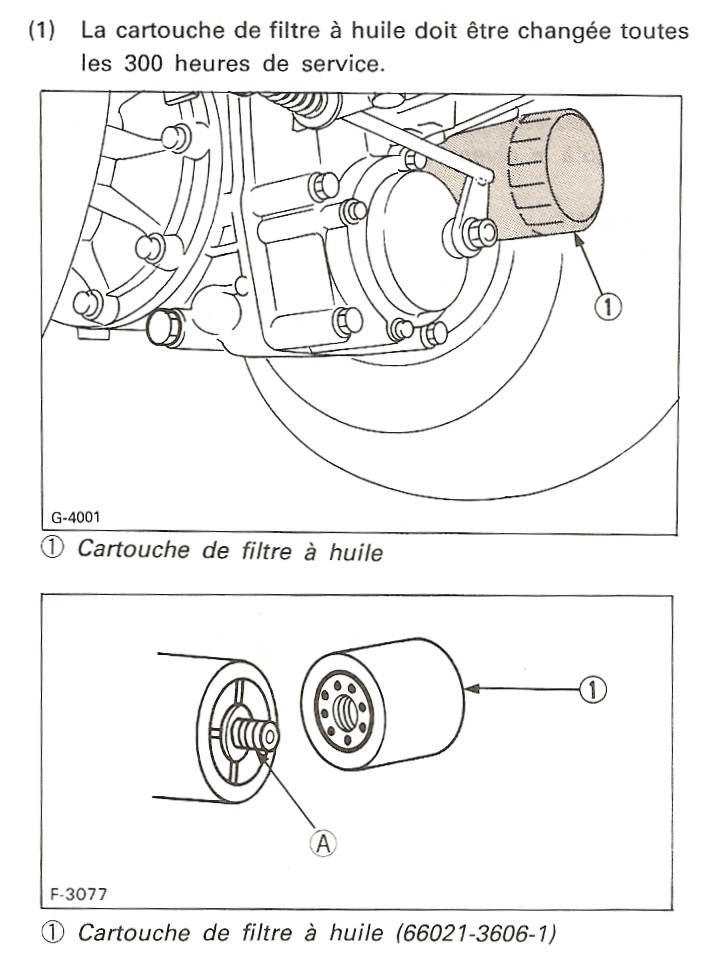 (1) La cartouche de filtre à huile doit être changée toutes
les 300 heures de service.
①
G-4001
① Cartouche de filtre à huile
①
Ⓐ
F-3077
① Cartouche de filtre à huile (66021-3606-1)